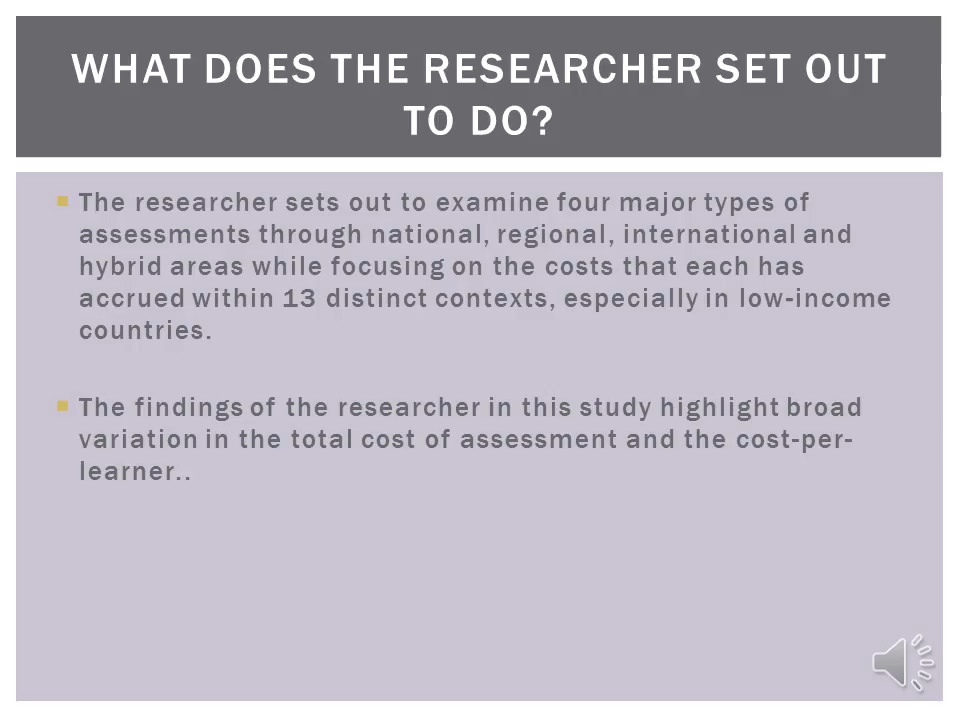 WHAT DOES THE RESEARCHER SET OUT
TO DO?
The researcher sets out to examine four major types of
assessments through national, regional, international and
hybrid areas while focusing on the costs that each has
accrued within 13 distinct contexts, especially in low-income
countries.
The findings of the researcher in this study highlight broad
variation in the total cost of assessment and the cost-per-
learner..